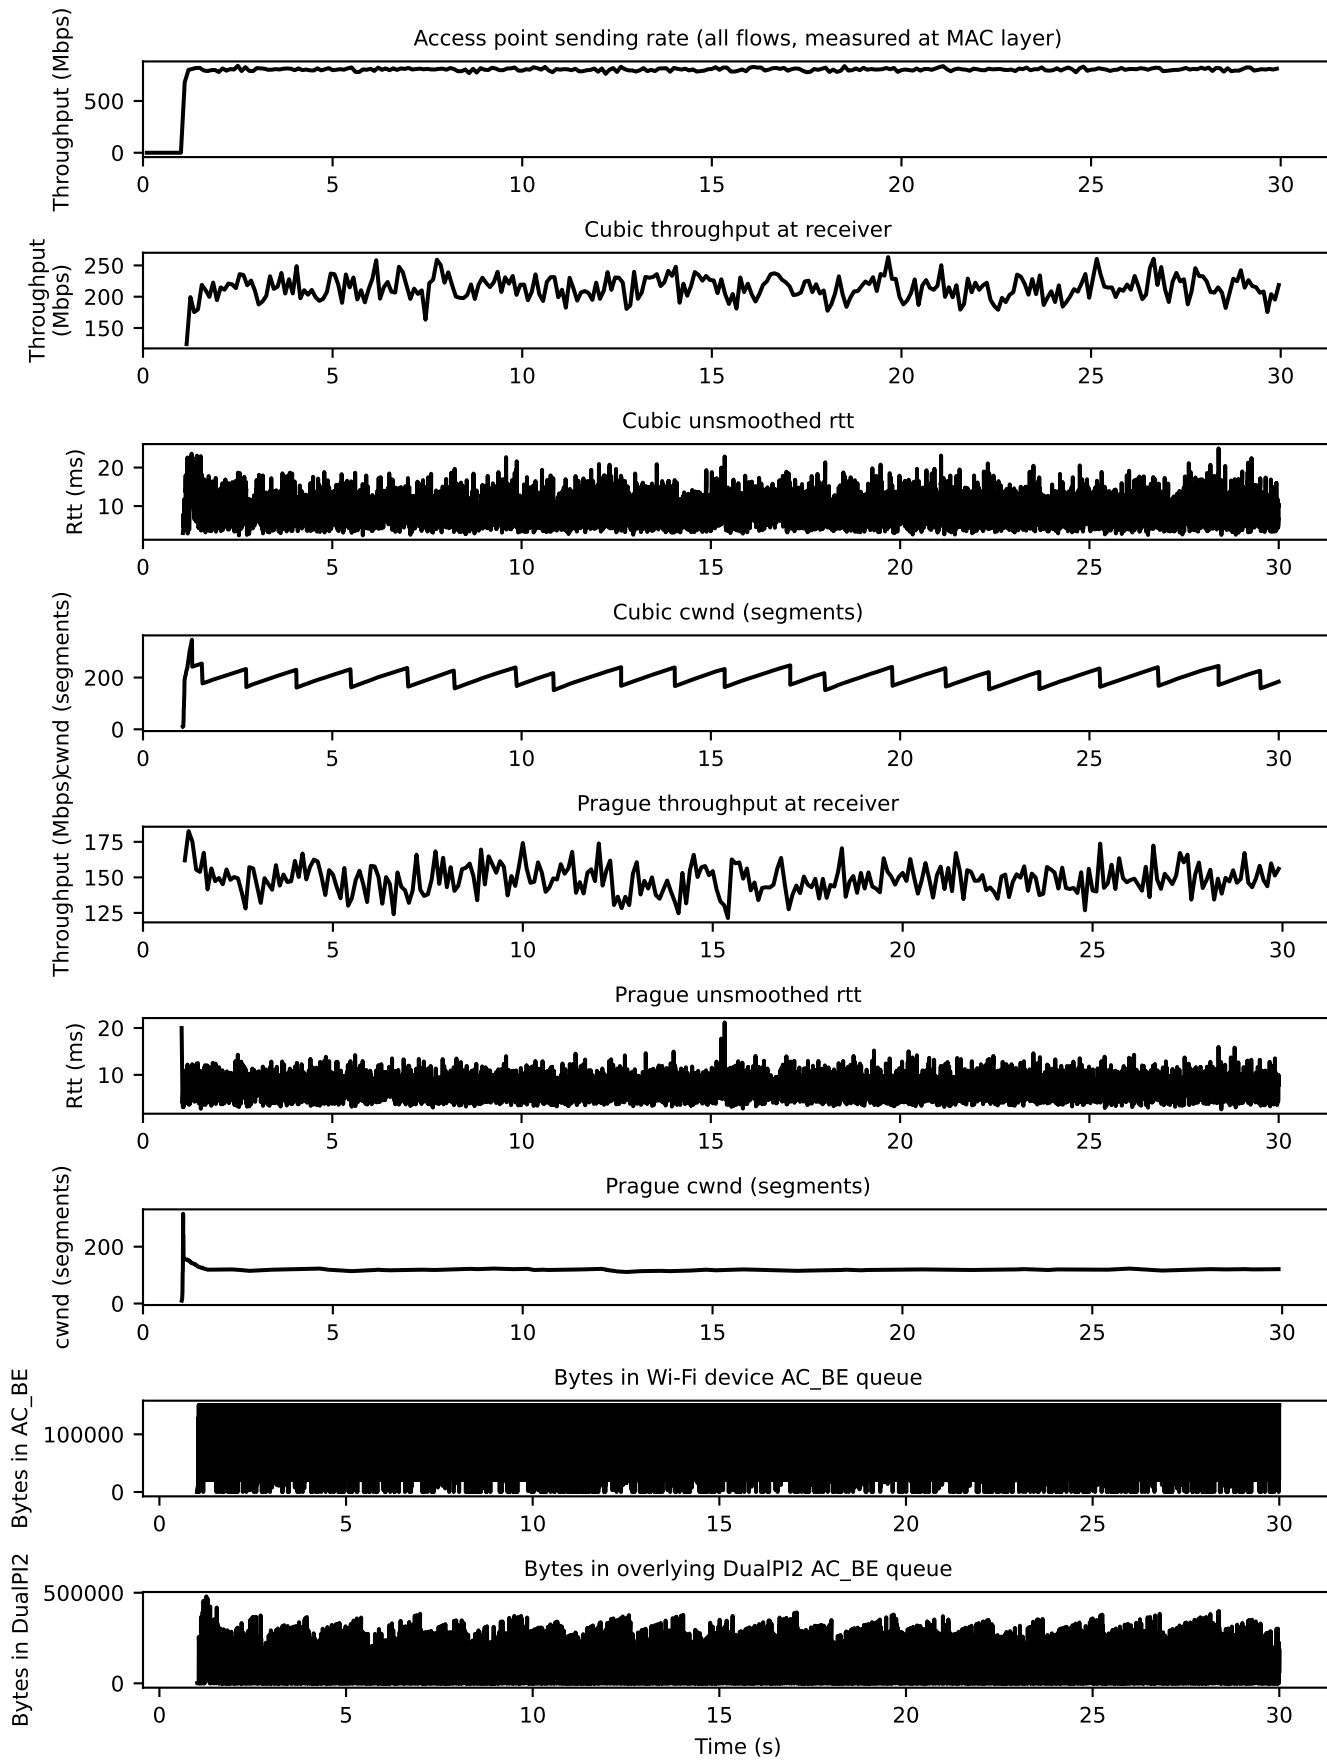 Access point sending rate (all flows, measured at MAC layer)
Throughput (Mbps)
500
0
0 5 10 15 20 25 30
Cubic throughput at receiver
Throughput
(Mbps)
250
200
150
0 5 10 15 20 25 30
Cubic unsmoothed rtt
Rtt (ms)
20
10
0 5 10 15 20 25 30
Cubic cwnd (segments)
cwnd (segments)
200
0
0 5 10 15 20 25 30
Prague throughput at receiver
Throughput (Mbps)
175
150
125
0 5 10 15 20 25 30
Prague unsmoothed rtt
Rtt (ms)
20
10
0 5 10 15 20 25 30
Prague cwnd (segments)
cwnd (segments)
200
0
0 5 10 15 20 25 30
Bytes in Wi-Fi device AC_BE queue
Bytes in AC_BE
100000
0
0 5 10 15 20 25 30
Bytes in overlying DualPI2 AC_BE queue
Bytes in DualPI2
500000
0
0 5 10 15 20 25 30
Time (s)